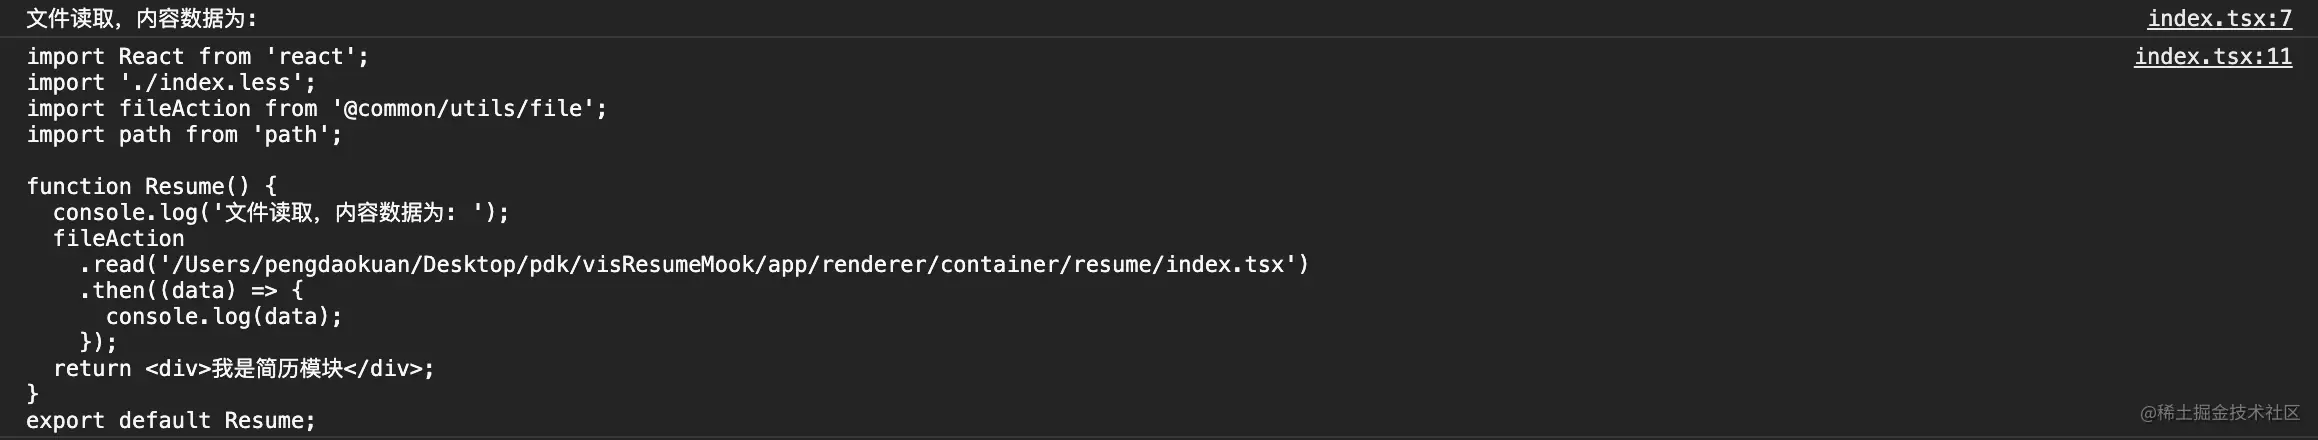 文件读取，内容数据为: index.tsx:7
import React from 'react'; index.tsx:11
import './index.less';
import fileAction from '@common/utils/file';
import path from 'path';

function Resume() {
  console.log('文件读取，内容数据为: ');
  fileAction
    .read('/Users/pengdaokuan/Desktop/pdk/visResumeMook/app/renderer/container/resume/index.tsx')
    .then((data) => {
      console.log(data);
    });
  return <div>我是简历模块</div>;
}
export default Resume;
@稀土掘金技术社区